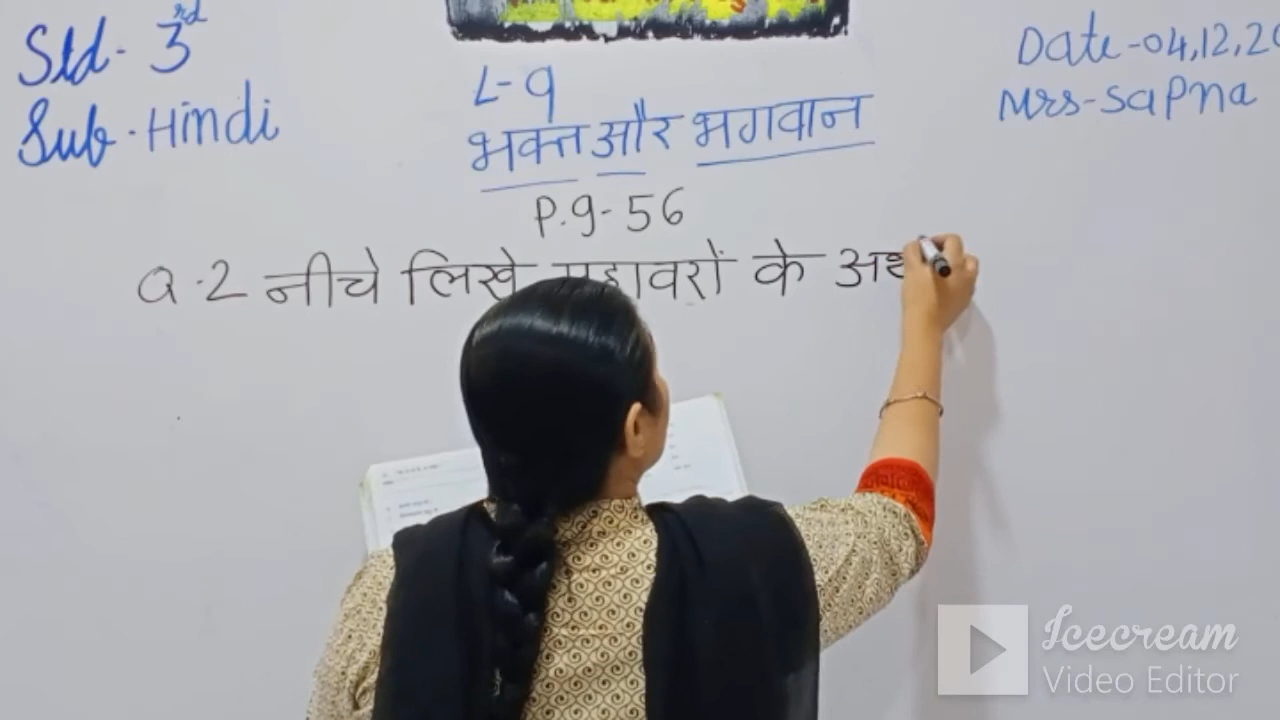 Std- 3rd
Sub-Hindi
L-9
भक्त और भगवान
Date-04,12,20
Mrs-Sapna
P.g-56
Q.2 नीचे लिखे मुहावरों के
Icecream
Video Editor